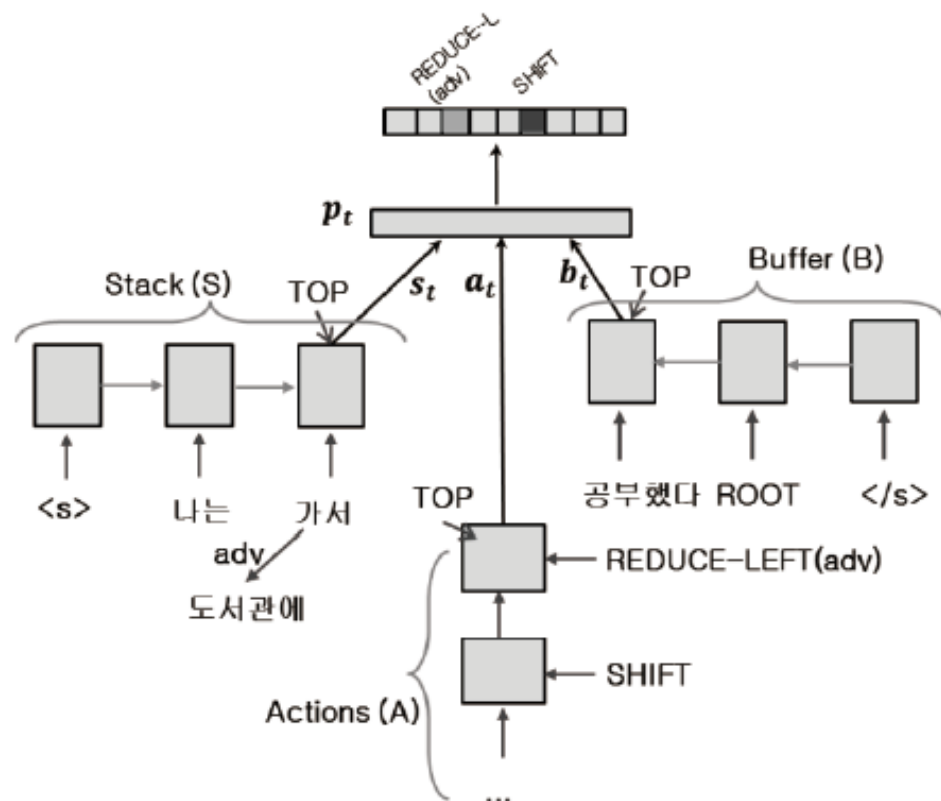 REDUCE-L
(adv)
SHIFT
p_t
Stack (S)
TOP
s_t
a_t
b_t
TOP
Buffer (B)
<s>
나는
가서
공부했다
ROOT
</s>
adv
도서관에
TOP
REDUCE-LEFT(adv)
SHIFT
Actions (A)
...